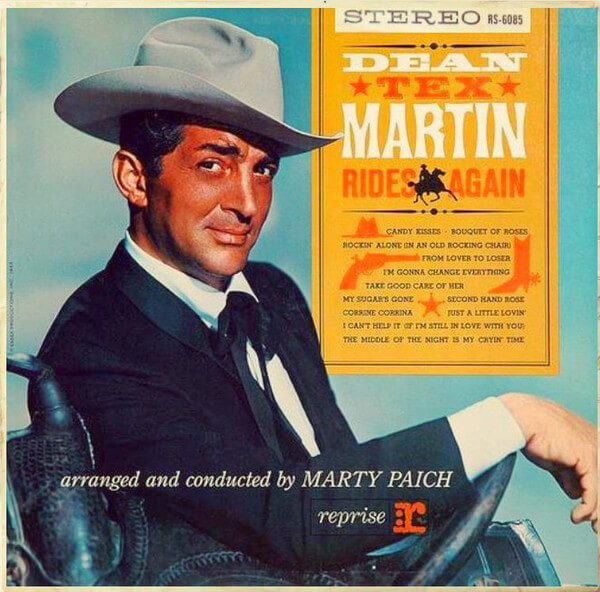 STEREO RS-6085
DEAN
★TEX★
MARTIN
RIDES AGAIN
CANDY KISSES · BOUQUET OF ROSES
ROCKIN' ALONE (IN AN OLD ROCKING CHAIR)
FROM LOVER TO LOSER
I'M GONNA CHANGE EVERYTHING
TAKE GOOD CARE OF HER
MY SUGAR'S GONE SECOND HAND ROSE
CORRINE CORRINA JUST A LITTLE LOVIN'
I CAN'T HELP IT (IF I'M STILL IN LOVE WITH YOU)
THE MIDDLE OF THE NIGHT IS MY CRYIN' TIME
arranged and conducted by MARTY PAICH
reprise r: